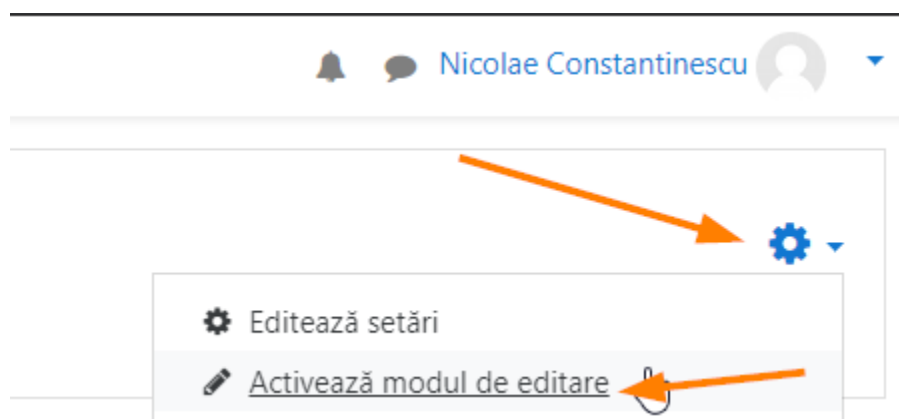 Nicolae Constantinescu
Editează setări
Activează modul de editare